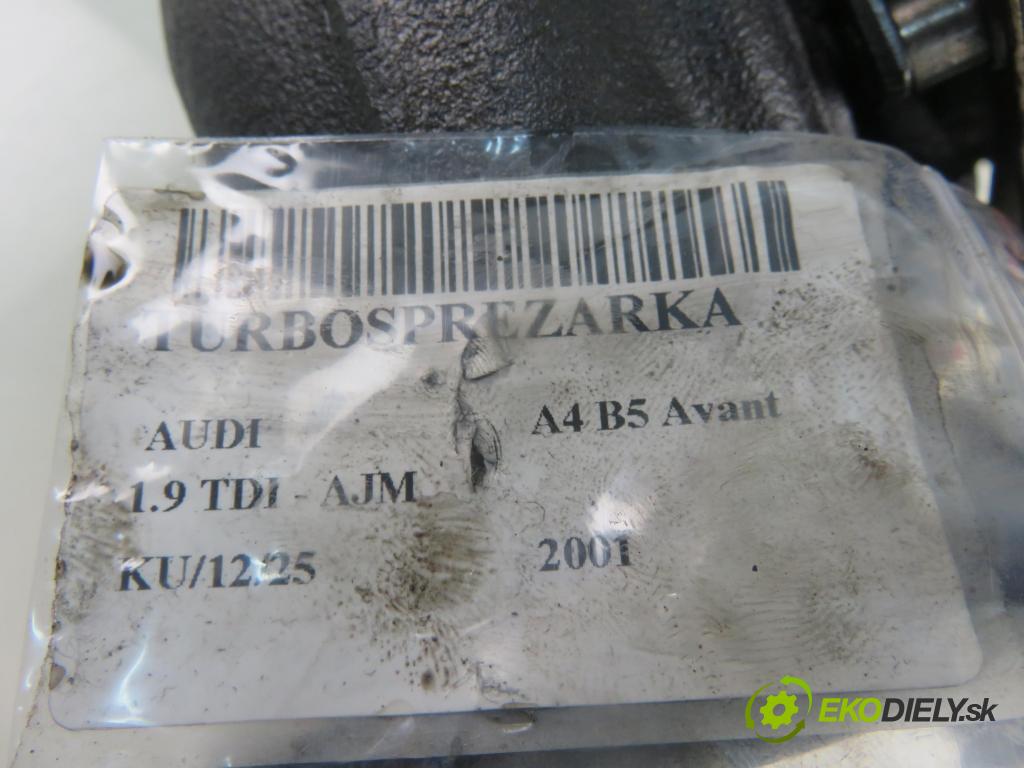 TURBOSPREZARKA
AUDI A4 B5 Avant
1.9 TDI - AJM
KU/12/25 2001
EKODIELY.sk